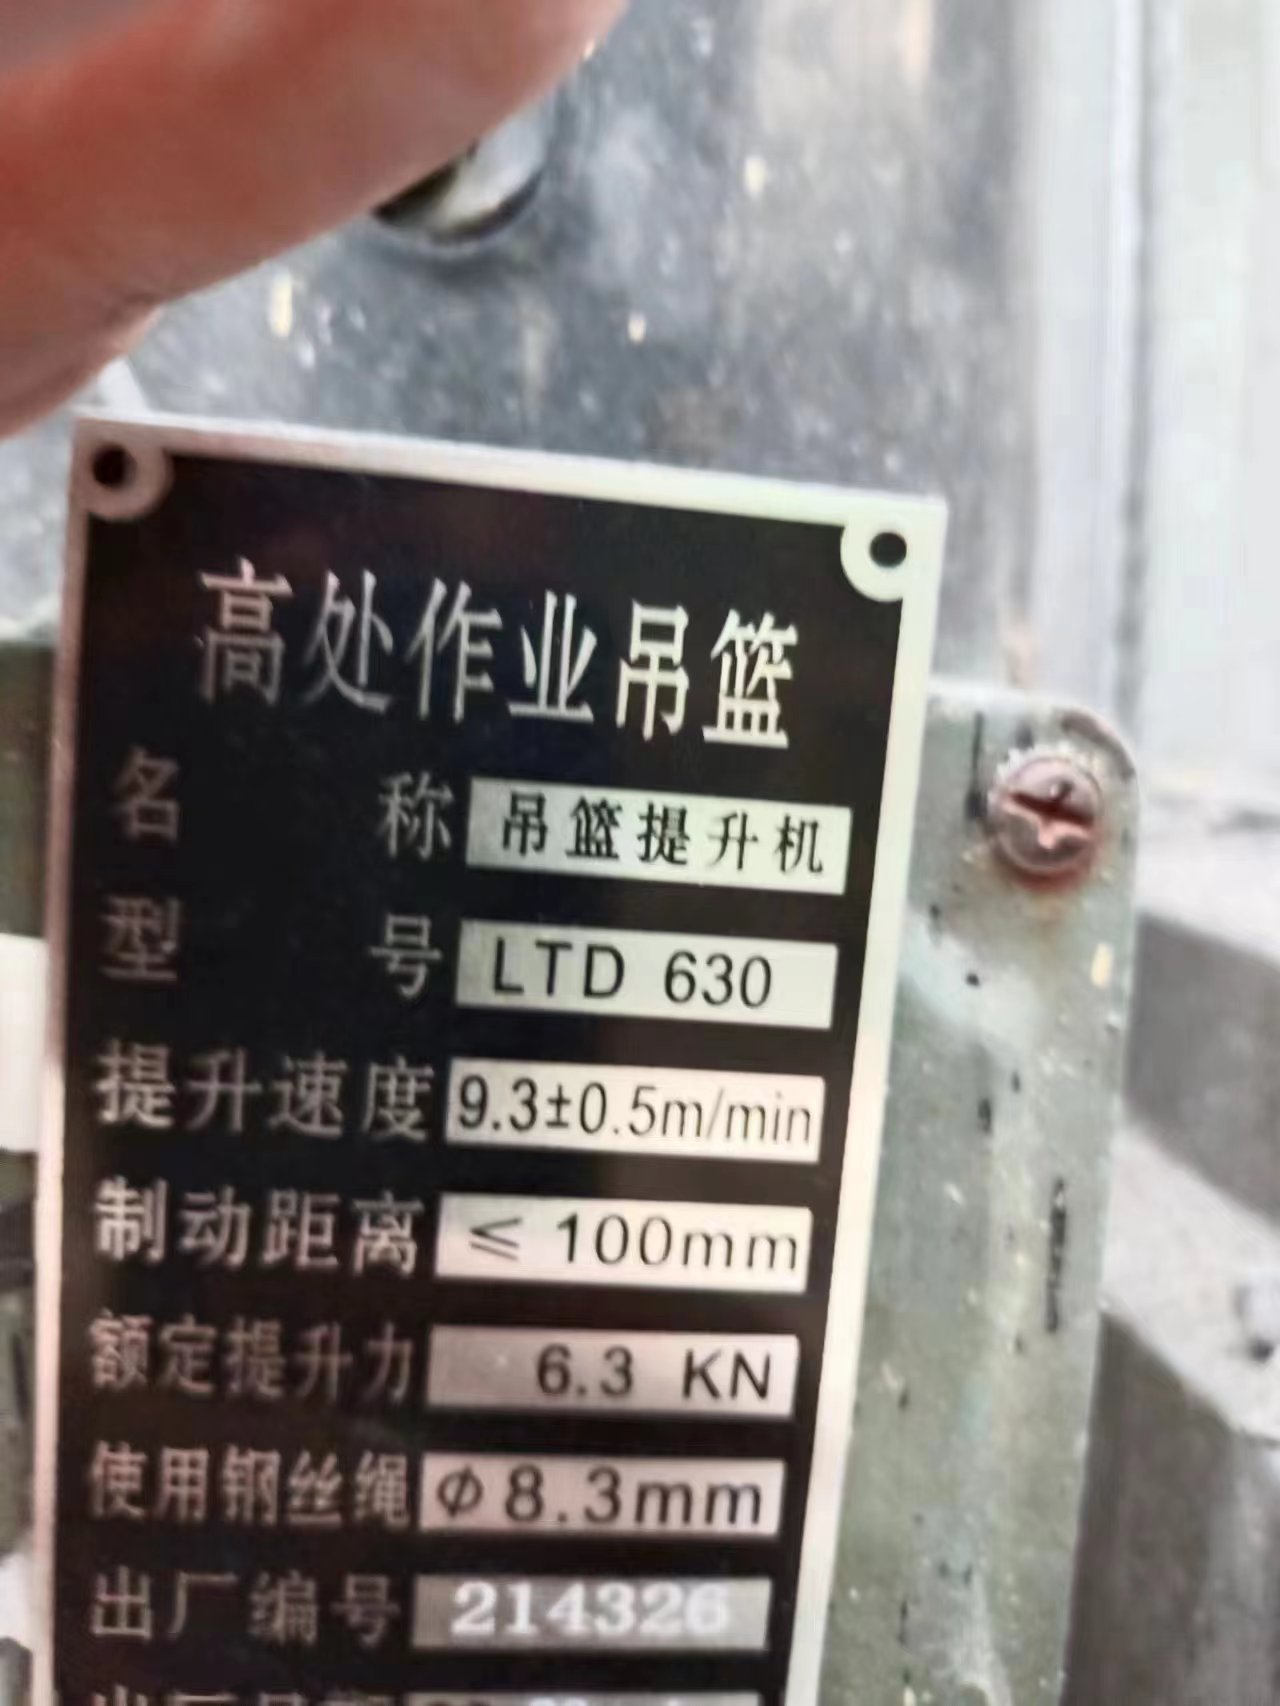 高处作业吊篮
名 称 吊篮提升机
型 号 LTD 630
提升速度 9.3±0.5m/min
制动距离 ≤ 100mm
额定提升力 6.3 KN
使用钢丝绳 Φ8.3mm
出厂编号 214326